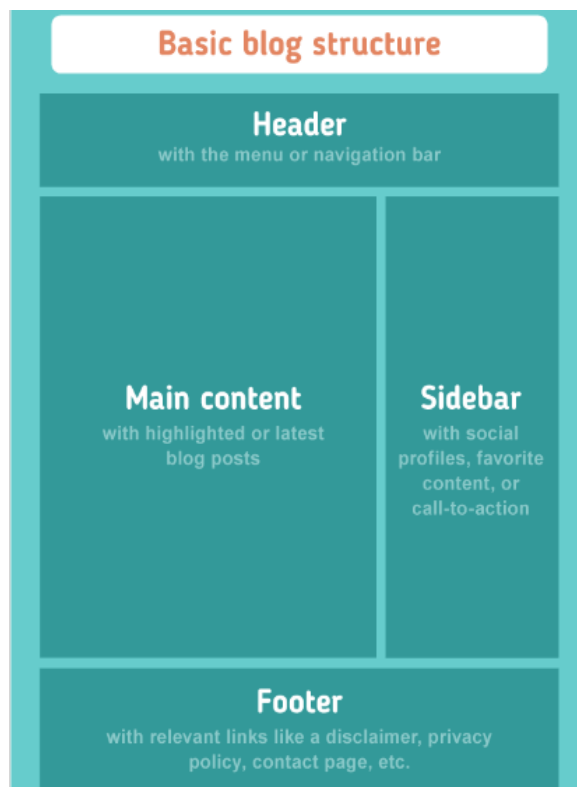 Basic blog structure
Header
with the menu or navigation bar
Main content
with highlighted or latest
blog posts
Sidebar
with social
profiles, favorite
content, or
call-to-action
Footer
with relevant links like a disclaimer, privacy
policy, contact page, etc.